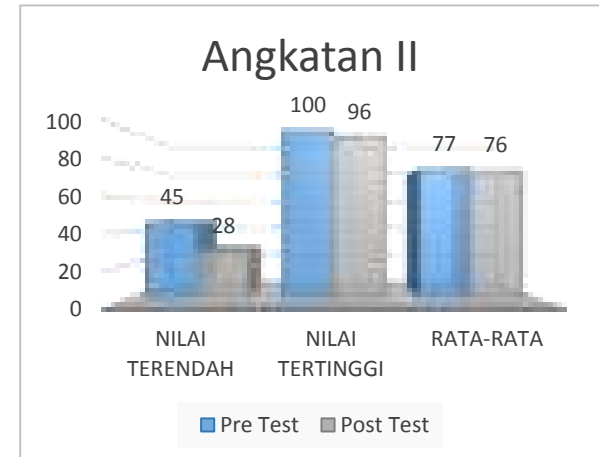 Angkatan II
100 96
100
77 76
80
60
45
40
28
20
0
NILAI TERENDAH
NILAI TERTINGGI
RATA-RATA
Pre Test Post Test